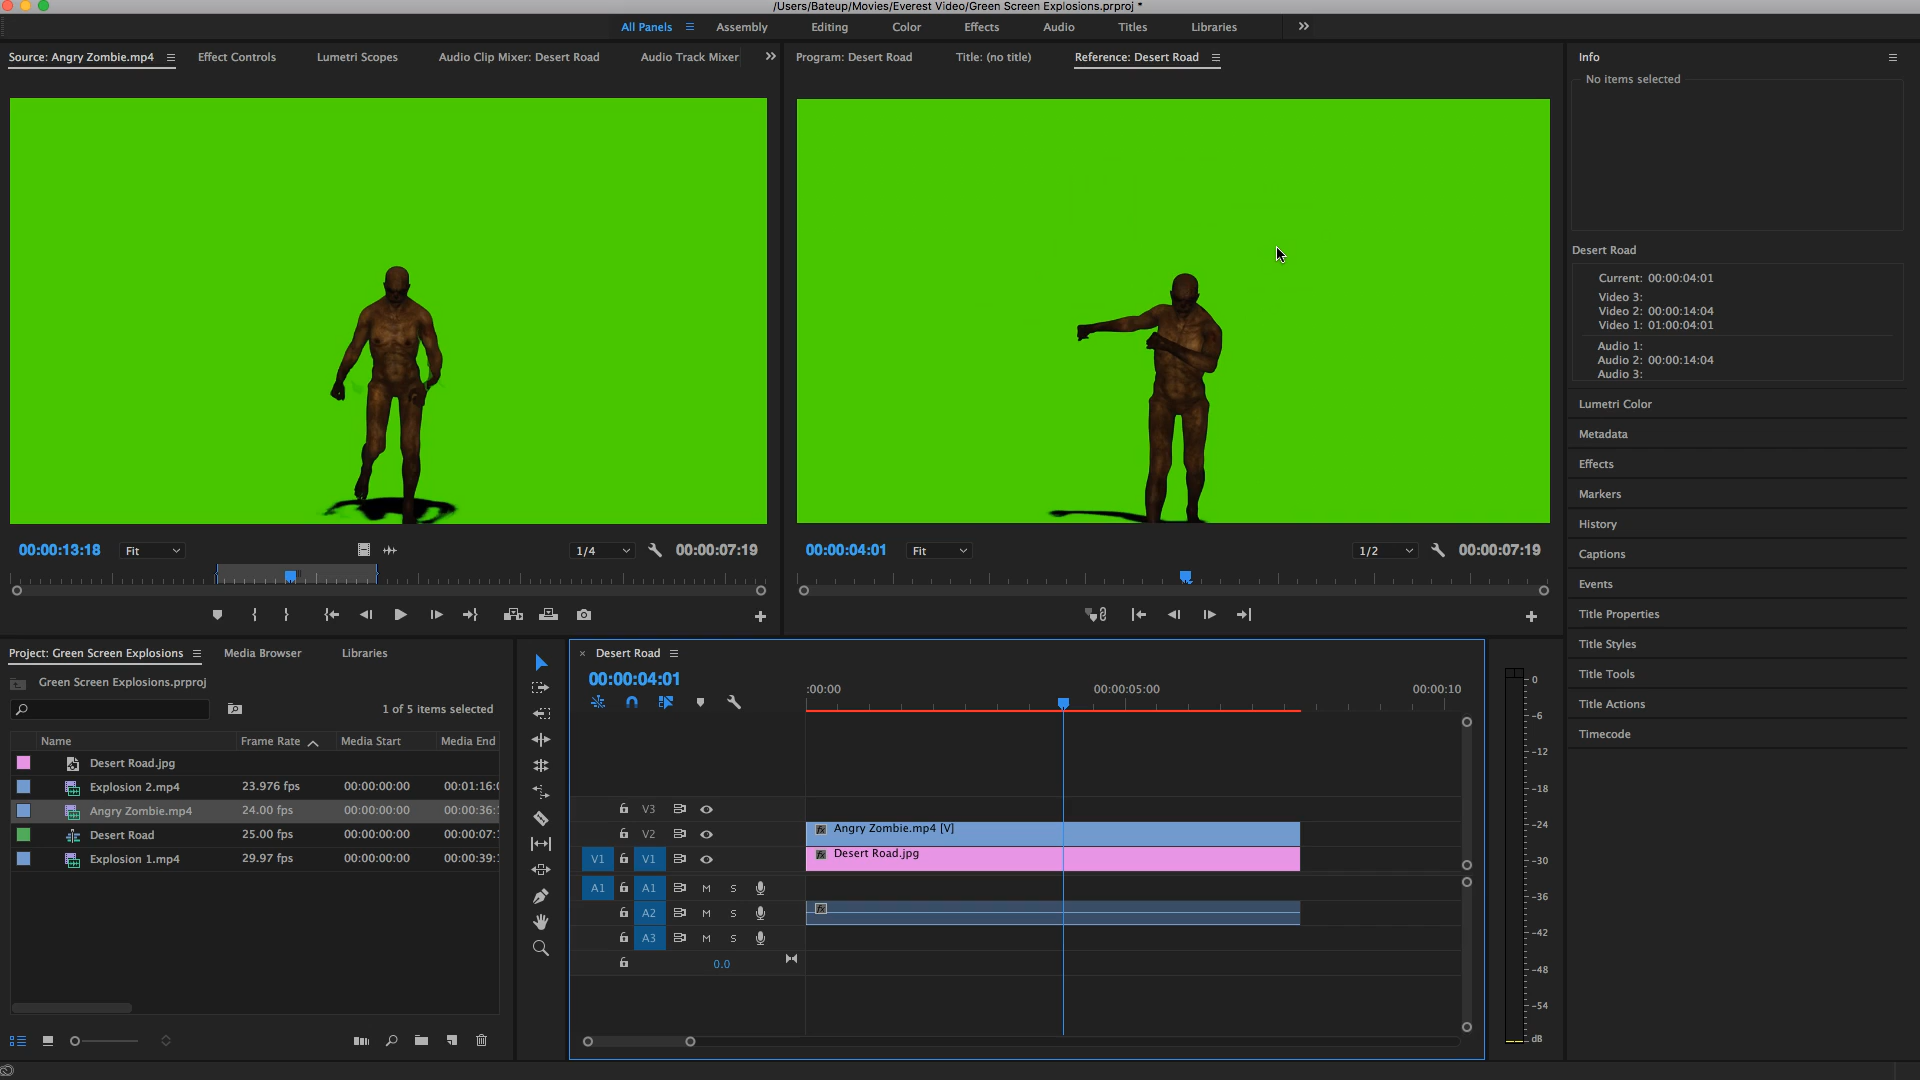 /Users/Bateup/Movies/Everest Video/Green Screen Explosions.prproj *
All Panels Assembly Editing Color Effects Audio Titles Libraries
Source: Angry Zombie.mp4 Effect Controls Lumetri Scopes Audio Clip Mixer: Desert Road Audio Track Mixer
Program: Desert Road Title: (no title) Reference: Desert Road
Info
No items selected
Desert Road
Current: 00:00:04:01
Video 3:
Video 2: 00:00:14:04
Video 1: 01:00:04:01
Audio 1:
Audio 2: 00:00:14:04
Audio 3:
Lumetri Color
Metadata
Effects
Markers
History
Captions
Events
Title Properties
Title Styles
Title Tools
Title Actions
Timecode
00:00:13:18 Fit 1/4 00:00:07:19
00:00:04:01 Fit 1/2 00:00:07:19
Project: Green Screen Explosions Media Browser Libraries
Green Screen Explosions.prproj
1 of 5 items selected
Name Frame Rate Media Start Media End
Desert Road.jpg
Explosion 2.mp4 23.976 fps 00:00:00:00 00:01:16:0
Angry Zombie.mp4 24.00 fps 00:00:00:00 00:00:36:
Desert Road 25.00 fps 00:00:00:00 00:00:07:
Explosion 1.mp4 29.97 fps 00:00:00:00 00:00:39:
× Desert Road
00:00:04:01
:00:00 00:00:05:00 00:00:10
V3
V2 Angry Zombie.mp4 [V]
V1 V1 Desert Road.jpg
A1 A1 M S
A2 M S
A3 M S
0.0
0
-6
-12
-18
-24
-30
-36
-42
-48
-54
dB